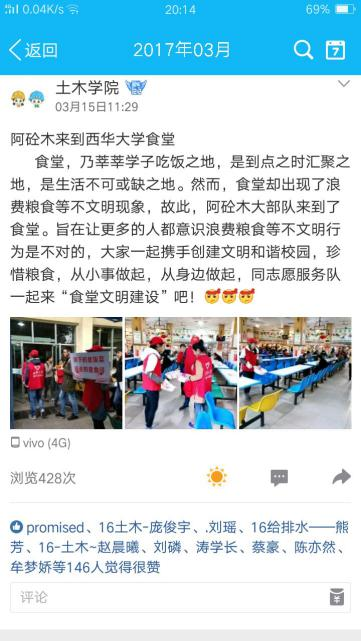 0.04K/s 20:14 69%
返回 2017年03月 7
土木学院
03月15日11:29
阿砼木来到西华大学食堂
食堂，乃莘莘学子吃饭之地，是到点之时汇聚之
地，是生活不可或缺之地。然而，食堂却出现了浪
费粮食等不文明现象，故此，阿砼木大部队来到了
食堂。旨在让更多的人都意识浪费粮食等不文明行
为是不对的，大家一起携手创建文明和谐校园，珍
惜粮食，从小事做起，从身边做起，同志愿服务队
一起来“食堂文明建设”吧！
vivo (4G)
浏览428次
promised、16土木-庞俊宇、.刘瑶、16给排水——熊
芳、16-土木~赵晨曦、刘磷、涛学长、蔡豪、陈亦然、
牟梦娇等146人觉得很赞
评论